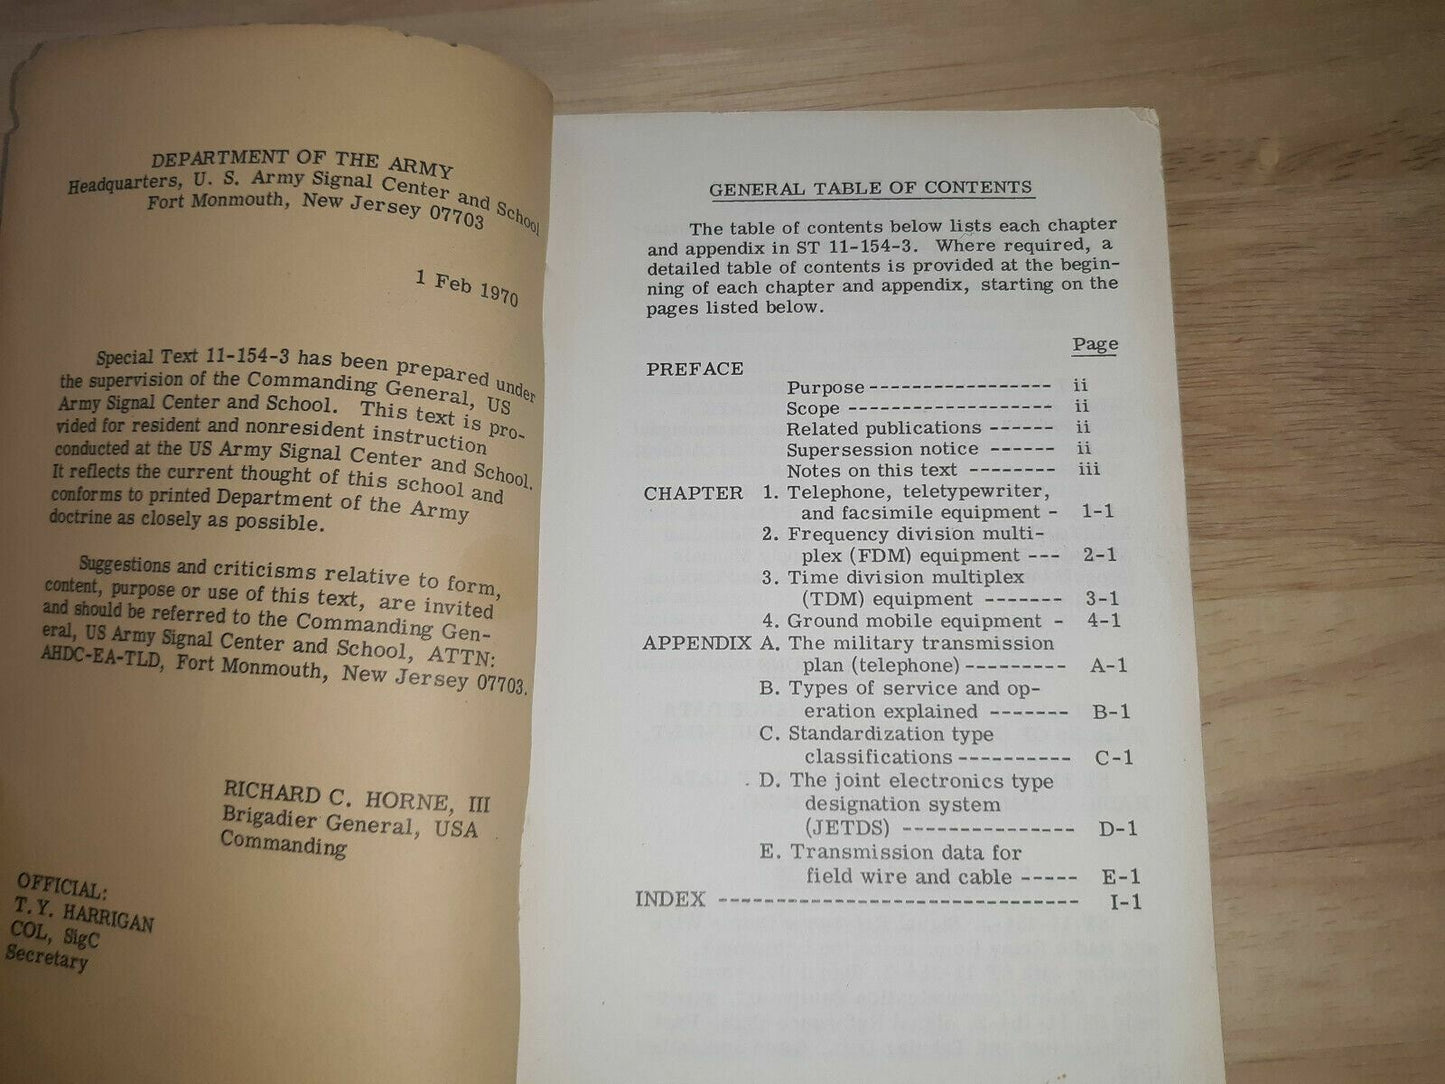 DEPARTMENT OF THE ARMY
Headquarters, U. S. Army Signal Center and School
Fort Monmouth, New Jersey 07703
1 Feb 1970
Special Text 11-154-3 has been prepared under
the supervision of the Commanding General, US
Army Signal Center and School. This text is pro-
vided for resident and nonresident instruction
conducted at the US Army Signal Center and School.
It reflects the current thought of this school and
conforms to printed Department of the Army
doctrine as closely as possible.
Suggestions and criticisms relative to form,
content, purpose or use of this text, are invited
and should be referred to the Commanding Gen-
eral, US Army Signal Center and School, ATTN:
AHDC-EA-TLD, Fort Monmouth, New Jersey 07703.
RICHARD C. HORNE, III
Brigadier General, USA
Commanding
OFFICIAL:
T.Y. HARRIGAN
COL, SigC
Secretary
GENERAL TABLE OF CONTENTS
The table of contents below lists each chapter
and appendix in ST 11-154-3. Where required, a
detailed table of contents is provided at the begin-
ning of each chapter and appendix, starting on the
pages listed below.
Page
PREFACE
Purpose ----------------- ii
Scope ------------------- ii
Related publications ------ ii
Supersession notice ------ ii
Notes on this text -------- iii
CHAPTER 1. Telephone, teletypewriter,
and facsimile equipment - 1-1
2. Frequency division multi-
plex (FDM) equipment --- 2-1
3. Time division multiplex
(TDM) equipment ------- 3-1
4. Ground mobile equipment - 4-1
APPENDIX A. The military transmission
plan (telephone) --------- A-1
B. Types of service and op-
eration explained ------- B-1
C. Standardization type
classifications ---------- C-1
D. The joint electronics type
designation system
(JETDS) --------------- D-1
E. Transmission data for
field wire and cable ----- E-1
INDEX ------------------------------- I-1